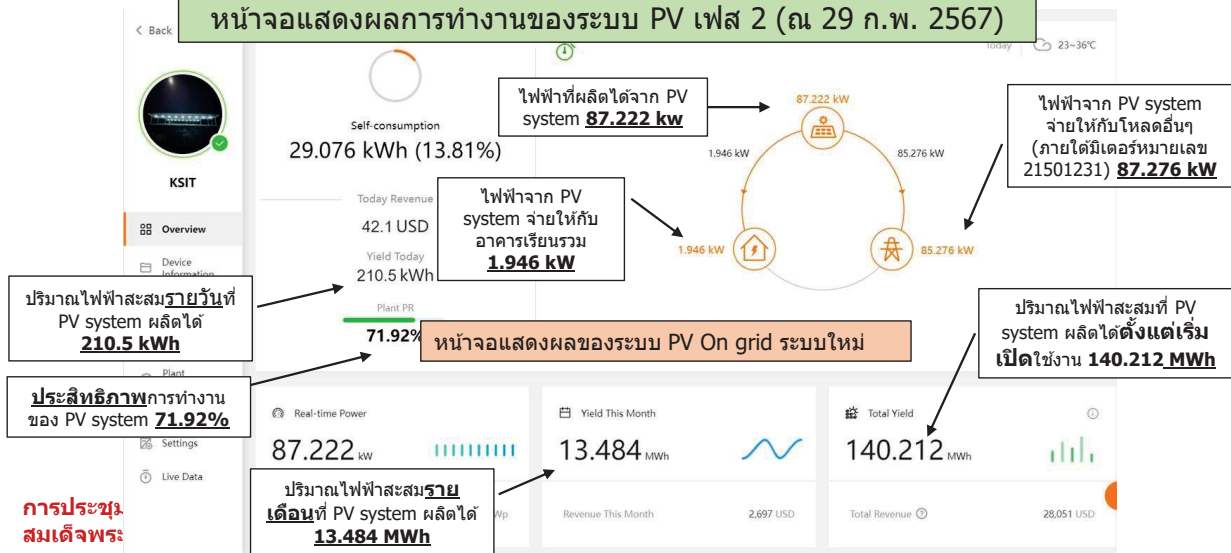 หน้าจอแสดงผลการทำงานของระบบ PV เฟส 2 (ณ 29 ก.พ. 2567)
Back
Today
23~36℃
KSIT
Overview
Device
Information
Plant
Settings
Live Data
Self-consumption
29.076 kWh (13.81%)
Today Revenue
42.1 USD
Yield Today
210.5 kWh
Plant PR
71.92%
ไฟฟ้าที่ผลิตได้จาก PV
system 87.222 kw
87.222 kW
1.946 kW
85.276 kW
1.946 kW
85.276 kW
ไฟฟ้าจาก PV system
จ่ายให้กับโหลดอื่นๆ
(ภายใต้มิเตอร์หมายเลข
21501231) 87.276 kW
ไฟฟ้าจาก PV
system จ่ายให้กับ
อาคารเรียนรวม
1.946 kW
ปริมาณไฟฟ้าสะสมรายวันที่
PV system ผลิตได้
210.5 kWh
ประสิทธิภาพการทำงาน
ของ PV system 71.92%
หน้าจอแสดงผลของระบบ PV On grid ระบบใหม่
ปริมาณไฟฟ้าสะสมที่ PV
system ผลิตได้ตั้งแต่เริ่ม
เปิดใช้งาน 140.212 MWh
Real-time Power
87.222 kW
Wp
Yield This Month
13.484 MWh
Revenue This Month
2,697 USD
Total Yield
140.212 MWh
Total Revenue
28,051 USD
ปริมาณไฟฟ้าสะสมราย
เดือนที่ PV system ผลิตได้
13.484 MWh
การประชุม
สมเด็จพระ